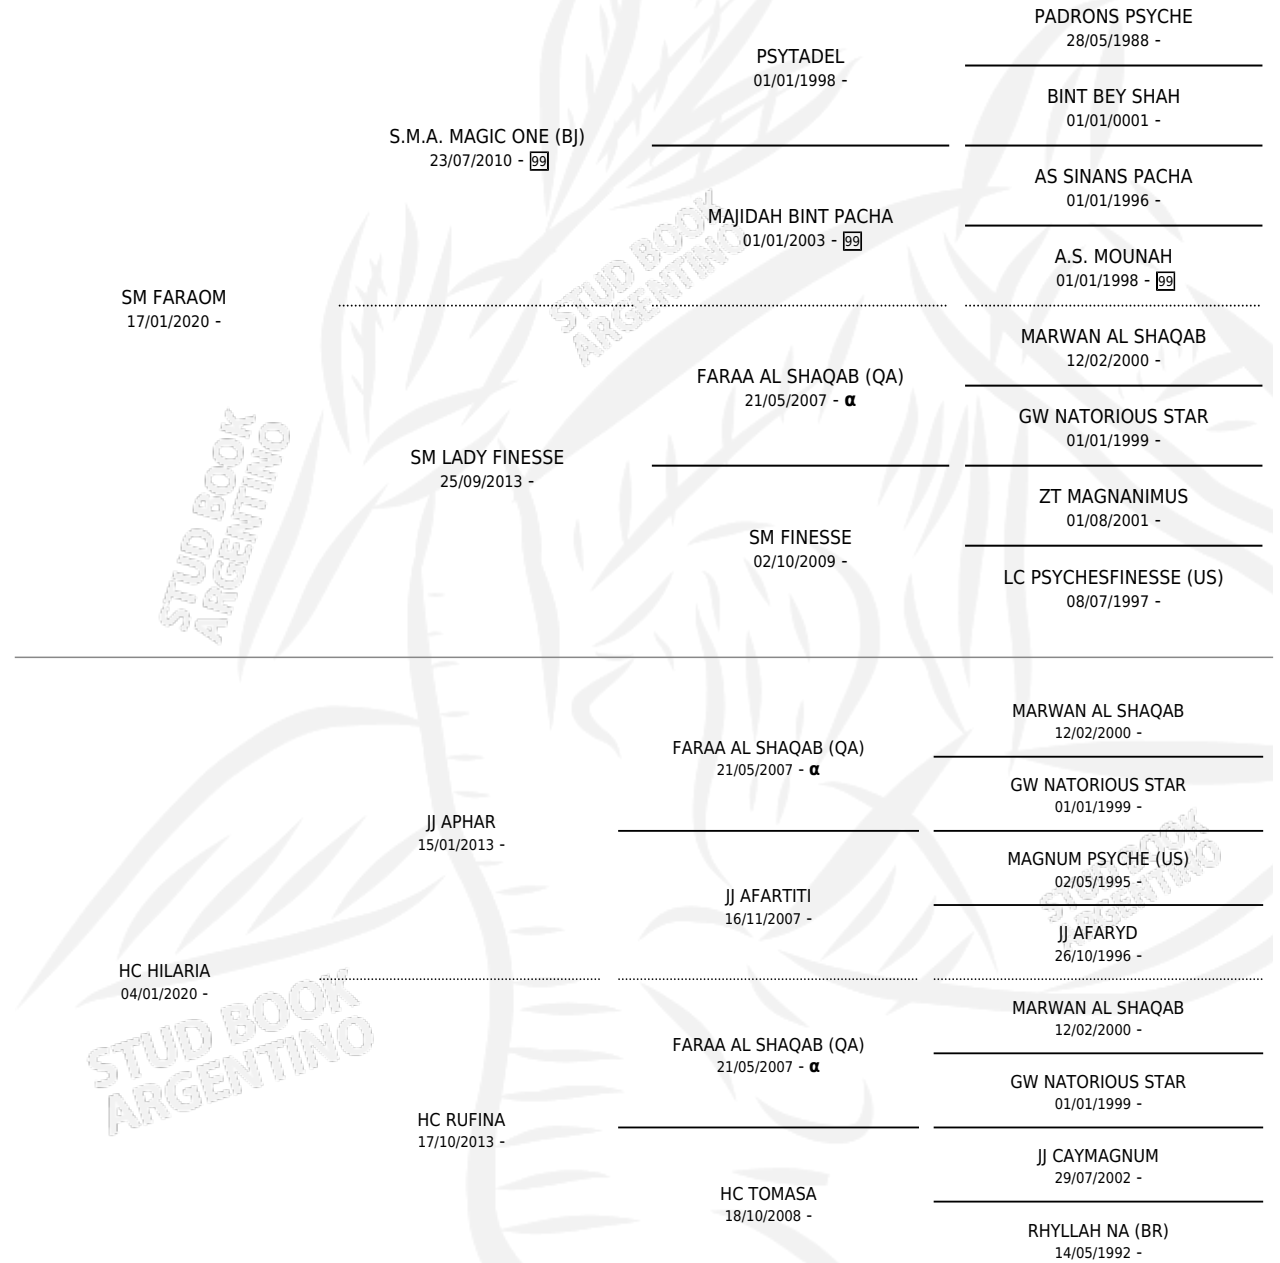 PADRONS PSYCHE
28/05/1988 -
PSYTADEL
01/01/1998 -
BINT BEY SHAH
01/01/0001 -
S.M.A. MAGIC ONE (BJ)
23/07/2010 - 99
AS SINANS PACHA
01/01/1996 -
MAJIDAH BINT PACHA
01/01/2003 - 99
A.S. MOUNAH
01/01/1998 - 99
SM FARAOM
17/01/2020 -
MARWAN AL SHAQAB
12/02/2000 -
FARAA AL SHAQAB (QA)
21/05/2007 - α
GW NATORIOUS STAR
01/01/1999 -
SM LADY FINESSE
25/09/2013 -
ZT MAGNANIMUS
01/08/2001 -
SM FINESSE
02/10/2009 -
LC PSYCHESFINESSE (US)
08/07/1997 -
STUD BOOK
ARGENTINO
STUD BOOK
ARGENTINO
MARWAN AL SHAQAB
12/02/2000 -
FARAA AL SHAQAB (QA)
21/05/2007 - α
GW NATORIOUS STAR
01/01/1999 -
JJ APHAR
15/01/2013 -
MAGNUM PSYCHE (US)
02/05/1995 -
JJ AFARTITI
16/11/2007 -
JJ AFARYD
26/10/1996 -
HC HILARIA
04/01/2020 -
MARWAN AL SHAQAB
12/02/2000 -
FARAA AL SHAQAB (QA)
21/05/2007 - α
GW NATORIOUS STAR
01/01/1999 -
HC RUFINA
17/10/2013 -
JJ CAYMAGNUM
29/07/2002 -
HC TOMASA
18/10/2008 -
RHYLLAH NA (BR)
14/05/1992 -
STUD BOOK
ARGENTINO
STUD BOOK
ARGENTINO